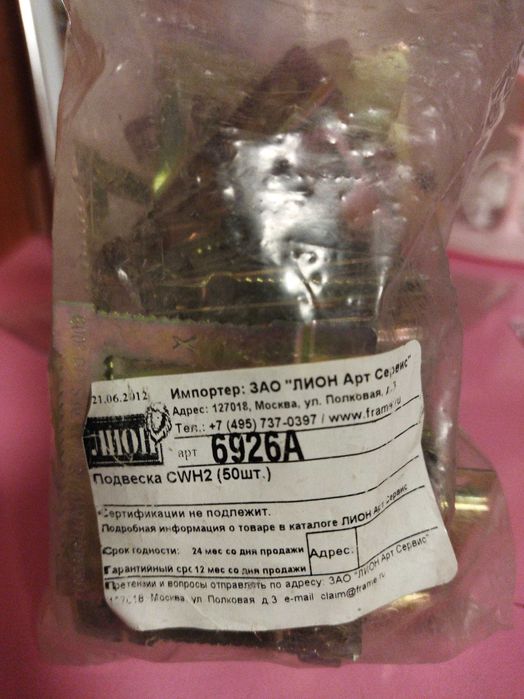 21.06.2012
Импортер: ЗАО "ЛИОН Арт Сервис"
Адрес: 127018, Москва, ул. Полковая, д.3
Тел.: +7 (495) 737-0397 / www.frame.ru
ЛИОН
арт 6926А
Подвеска CWH2 (50шт.)
Сертификации не подлежит.
Подробная информация о товаре в каталоге ЛИОН Арт Сервис
Срок годности: 24 мес со дня продажи
Адрес.
Гарантийный срс 12 мес со дня продажи
Претензии и вопросы отправлять по адресу: ЗАО "ЛИОН Арт Сервис"
Москва, ул. Полковая д.3 e-mail claim@frame.ru